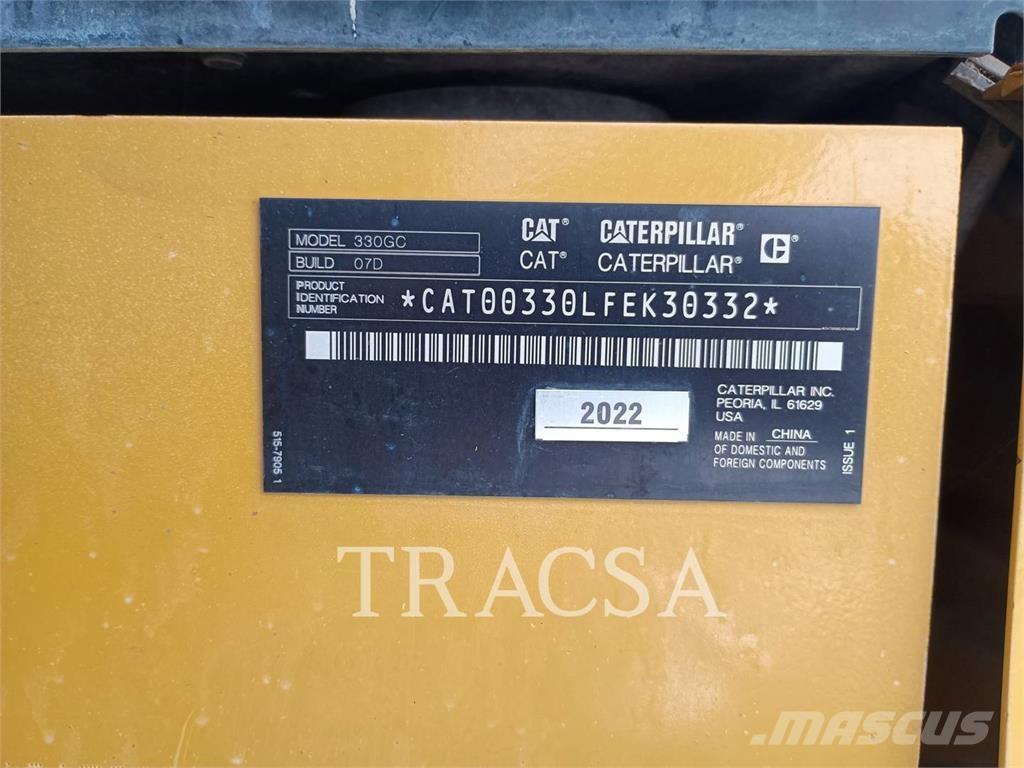 CAT® CATERPILLAR®
CAT® CATERPILLAR®
MODEL 330GC
BUILD 07D
PRODUCT
IDENTIFICATION
NUMBER
*CAT00330LFEK30332*
2022
CATERPILLAR INC.
PEORIA, IL 61629
USA
MADE IN CHINA
OF DOMESTIC AND
FOREIGN COMPONENTS
ISSUE 1
515-7905 1
TRACSA
MASCUS